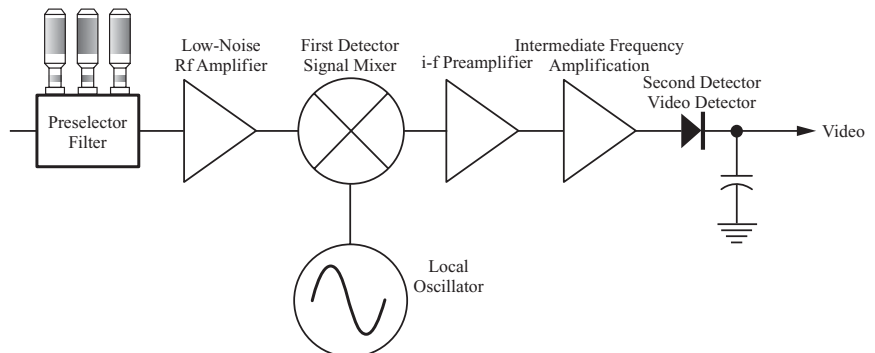 Preselector
Filter
Low-Noise
Rf Amplifier
First Detector
Signal Mixer
i-f Preamplifier
Intermediate Frequency
Amplification
Second Detector
Video Detector
Video
Local
Oscillator